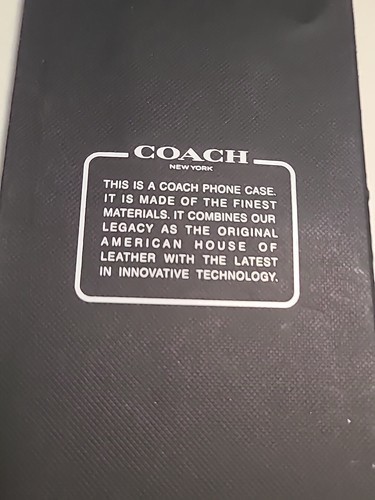 COACH
NEW YORK
THIS IS A COACH PHONE CASE.
IT IS MADE OF THE FINEST
MATERIALS. IT COMBINES OUR
LEGACY AS THE ORIGINAL
AMERICAN HOUSE OF
LEATHER WITH THE LATEST
IN INNOVATIVE TECHNOLOGY.